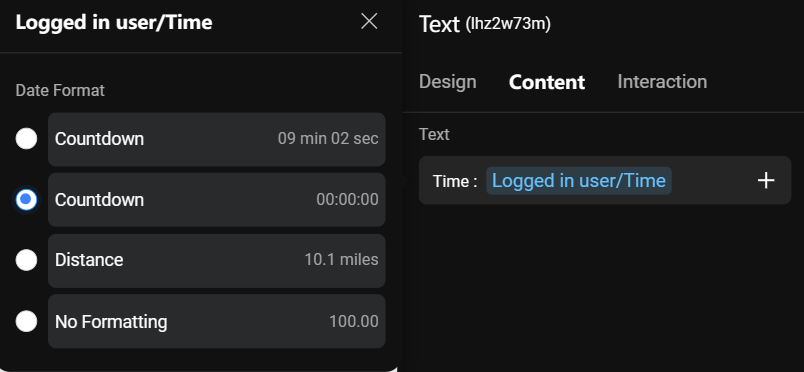 Logged in user/Time
Date Format
Countdown 09 min 02 sec
Countdown 00:00:00
Distance 10.1 miles
No Formatting 100.00
Text (lhz2w73m)
Design Content Interaction
Text
Time : Logged in user/Time